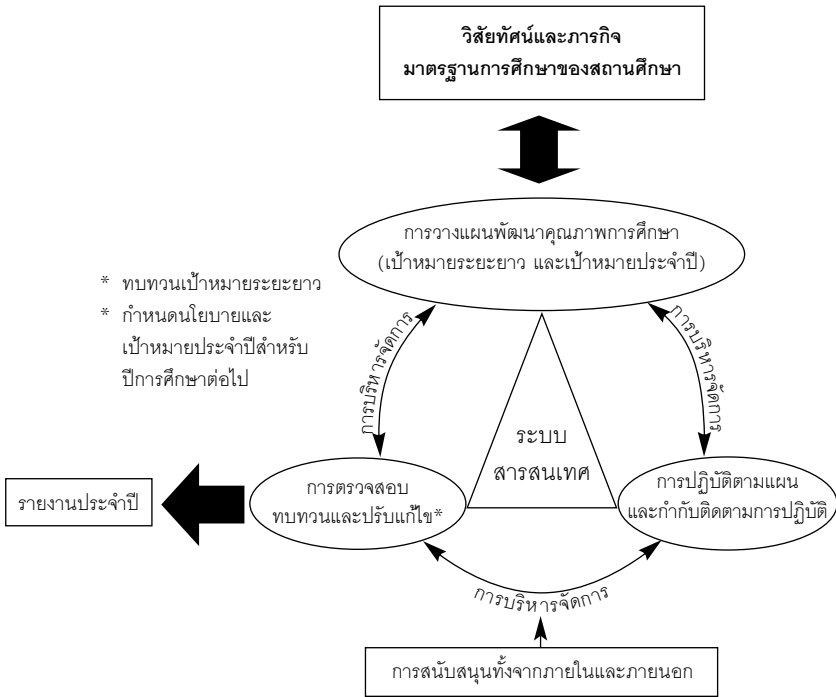 วิสัยทัศน์และภารกิจ
มาตรฐานการศึกษาของสถานศึกษา
การวางแผนพัฒนาคุณภาพการศึกษา
(เป้าหมายระยะยาว และเป้าหมายประจำปี)
* ทบทวนเป้าหมายระยะยาว
* กำหนดนโยบายและ
เป้าหมายประจำปีสำหรับ
ปีการศึกษาต่อไป
การบริหารจัดการ
การบริหารจัดการ
ระบบ
สารสนเทศ
รายงานประจำปี
การตรวจสอบ
ทบทวนและปรับแก้ไข*
การปฏิบัติตามแผน
และกำกับติดตามการปฏิบัติ
การบริหารจัดการ
การสนับสนุนทั้งจากภายในและภายนอก